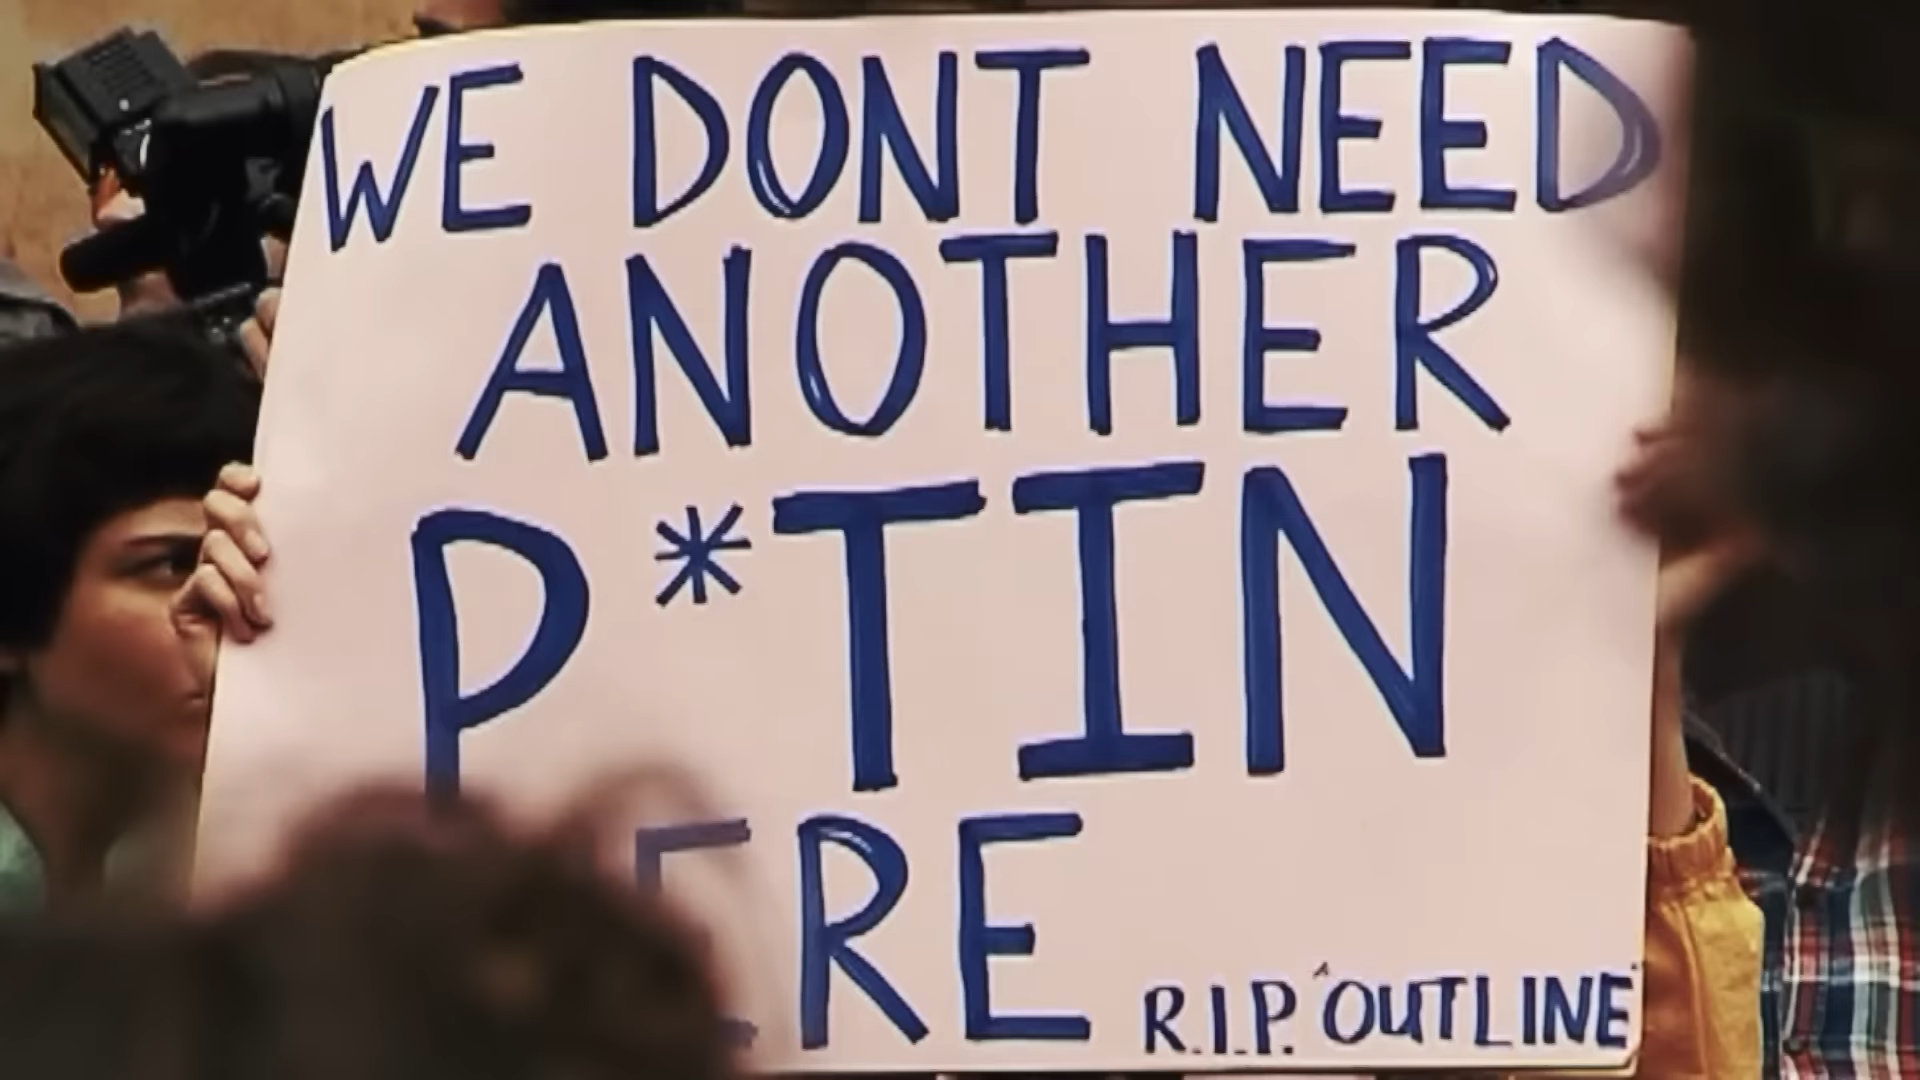 WE DONT NEED
ANOTHER
P*TIN
ERE
R.I.P. "OUTLINE"